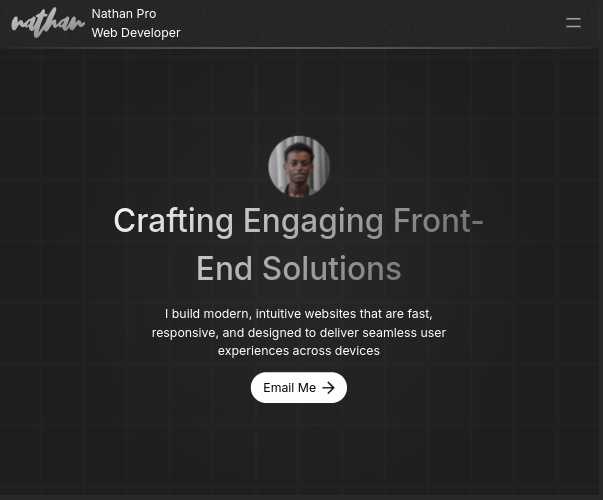 nathan
Nathan Pro
Web Developer
Crafting Engaging Front-
End Solutions
I build modern, intuitive websites that are fast,
responsive, and designed to deliver seamless user
experiences across devices
Email Me